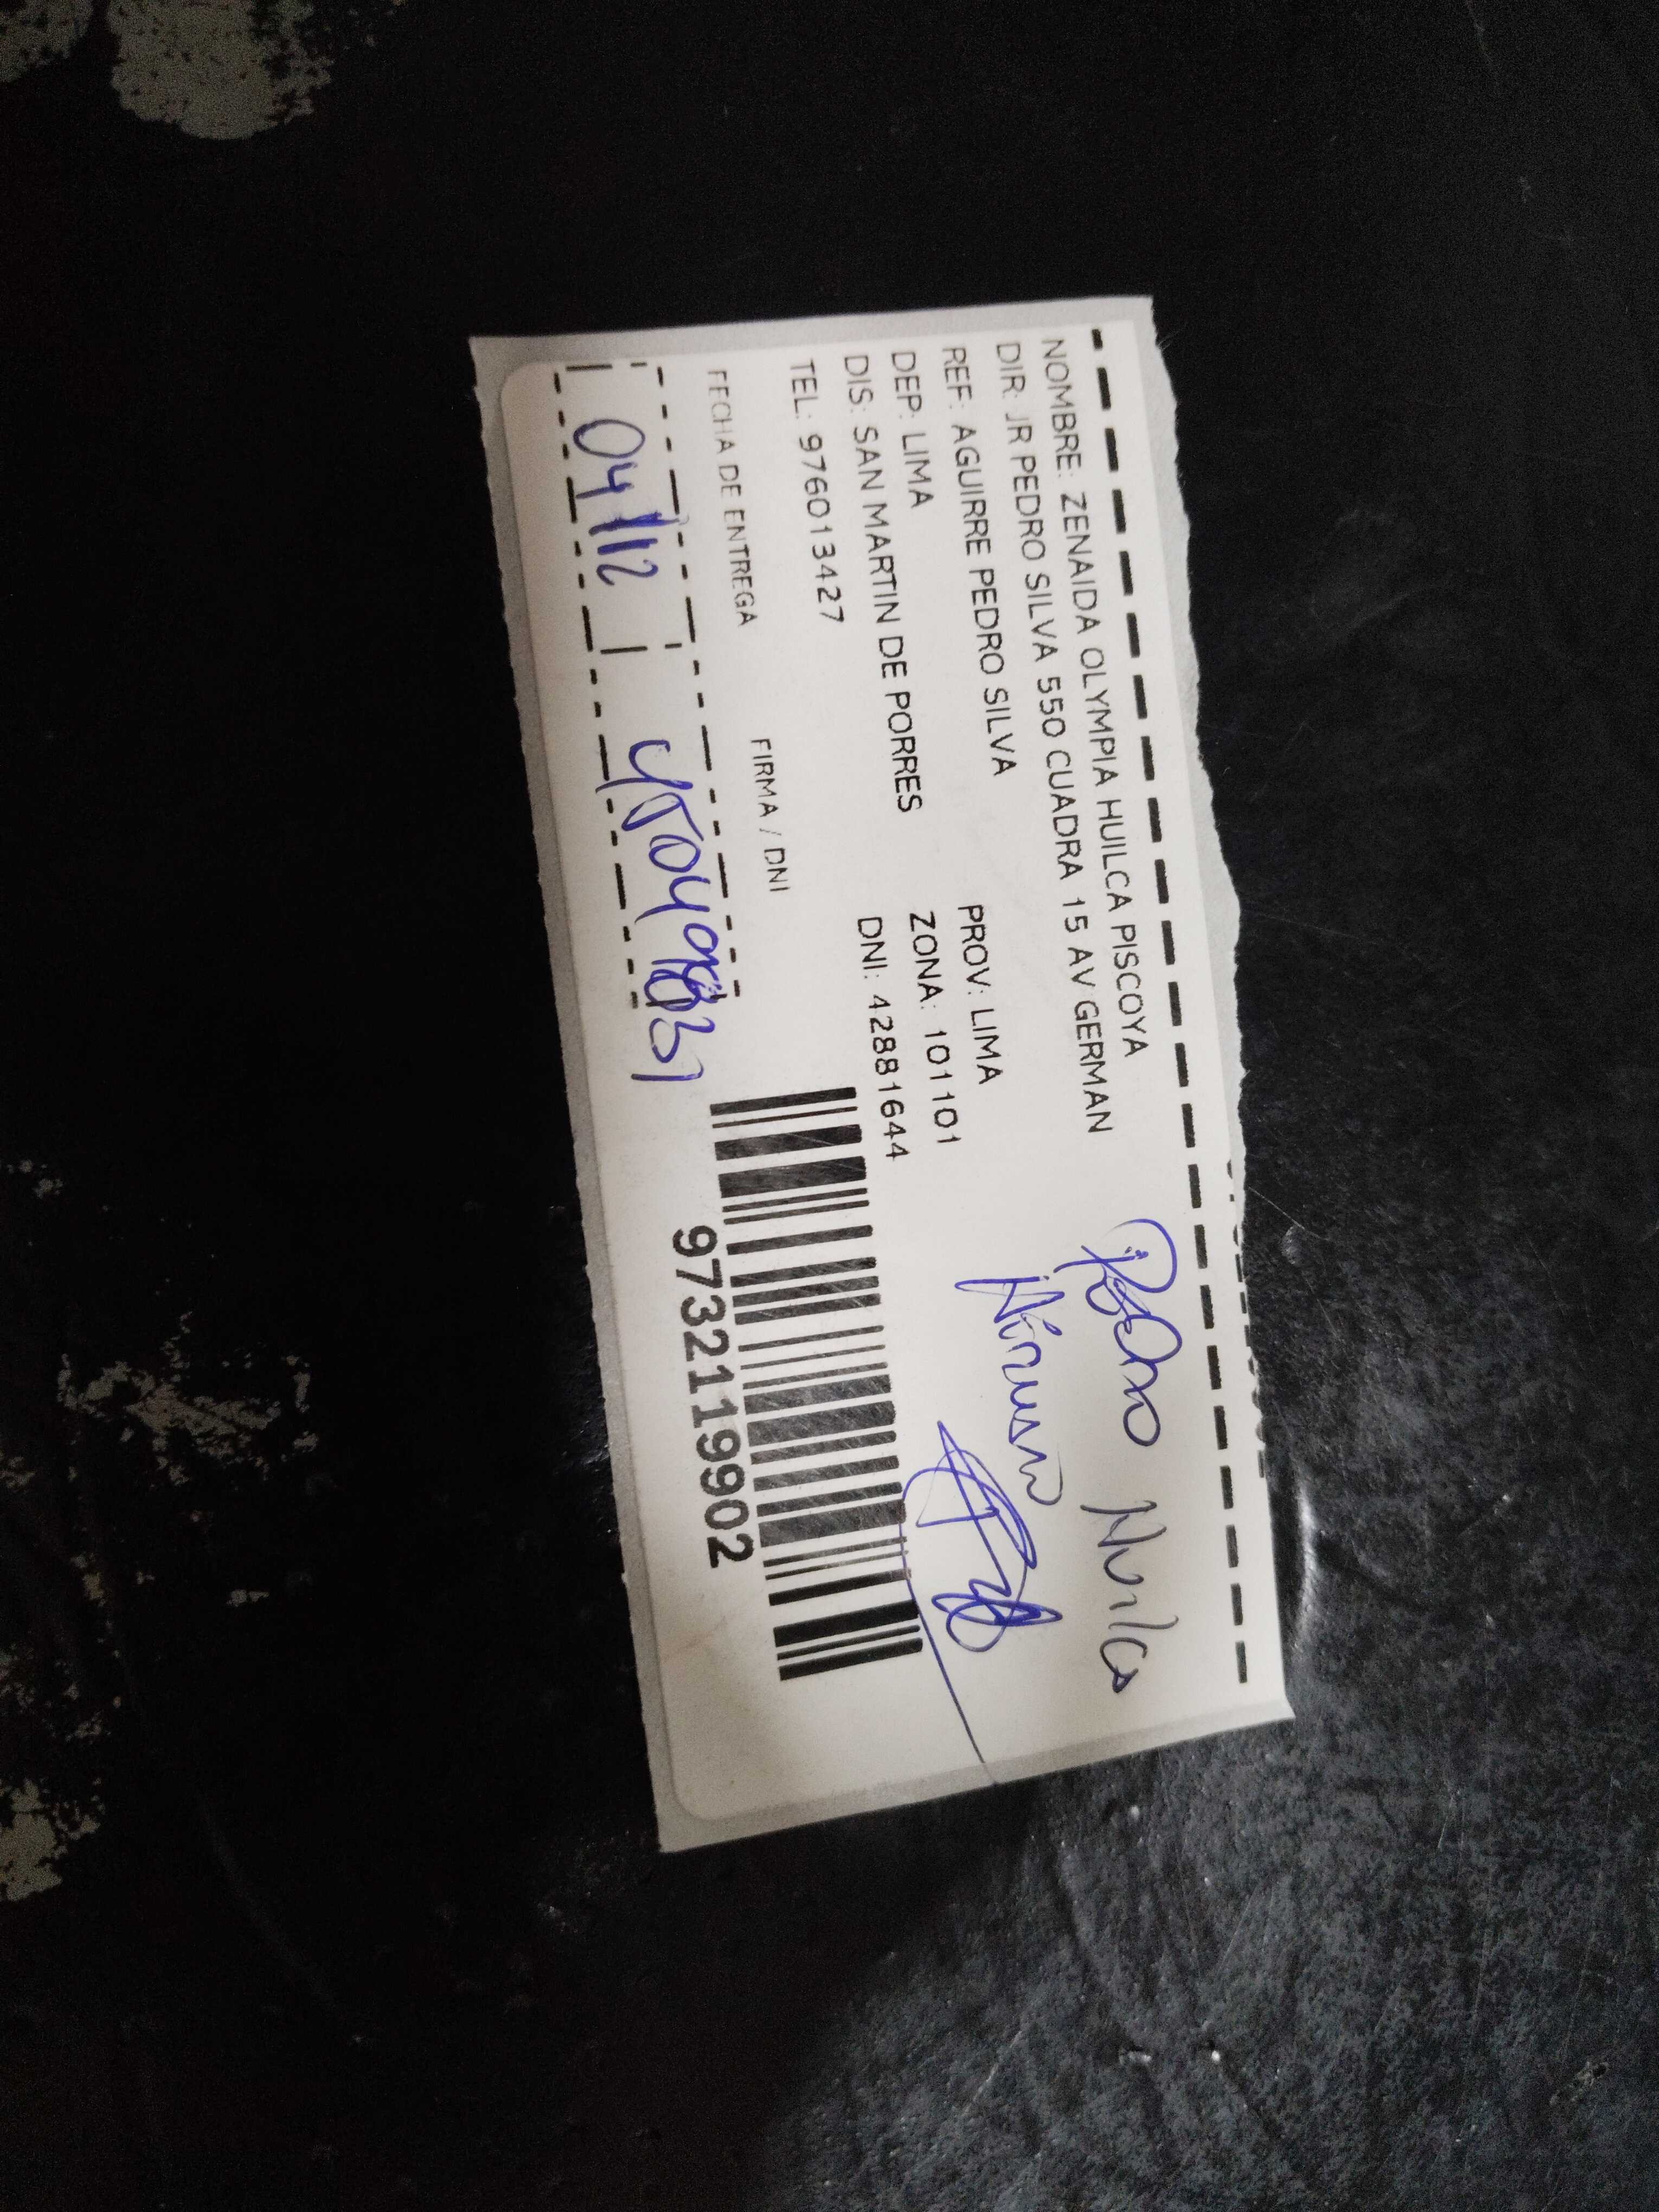 NOMBRE: ZENAIDA OLYMPIA HUILCA PISCOYA
DIR: JR PEDRO SILVA 550 CUADRA 15 AV GERMAN
REF: AGUIRRE PEDRO SILVA
DEP: LIMA PROV: LIMA
DIS: SAN MARTIN DE PORRES ZONA: 101101
TEL: 976013427 DNI: 42881644
Pedro Huilca
FECHA DE ENTREGA FIRMA / DNI
04/12
9732119902